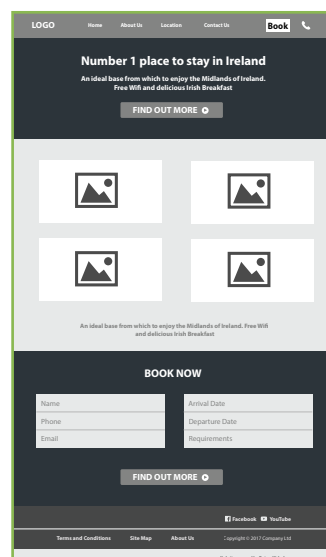 LOGO Home About Us Location Contact Us Book
Number 1 place to stay in Ireland
An ideal base from which to enjoy the Midlands of Ireland.
Free Wifi and delicious Irish Breakfast
FIND OUT MORE
An ideal base from which to enjoy the Midlands of Ireland. Free Wifi
and delicious Irish Breakfast
BOOK NOW
Name Arrival Date
Phone Departure Date
Email Requirements
FIND OUT MORE
Facebook YouTube
Terms and Conditions Site Map About Us Copyright © 2017 Company Ltd